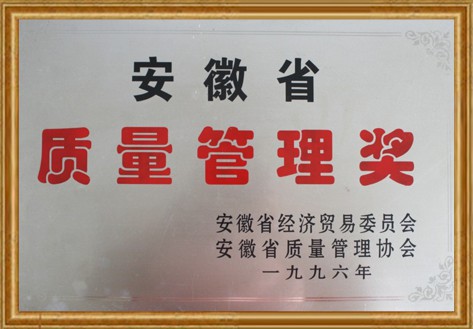 安徽省
质量管理奖
安徽省经济贸易委员会
安徽省质量管理协会
一九九六年